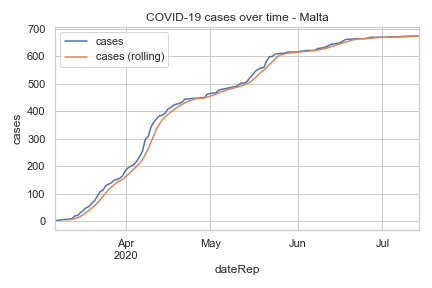 COVID-19 cases over time - Malta
cases
cases (rolling)
700
600
500
400
300
200
100
0
cases
Apr
2020
May
Jun
Jul
dateRep